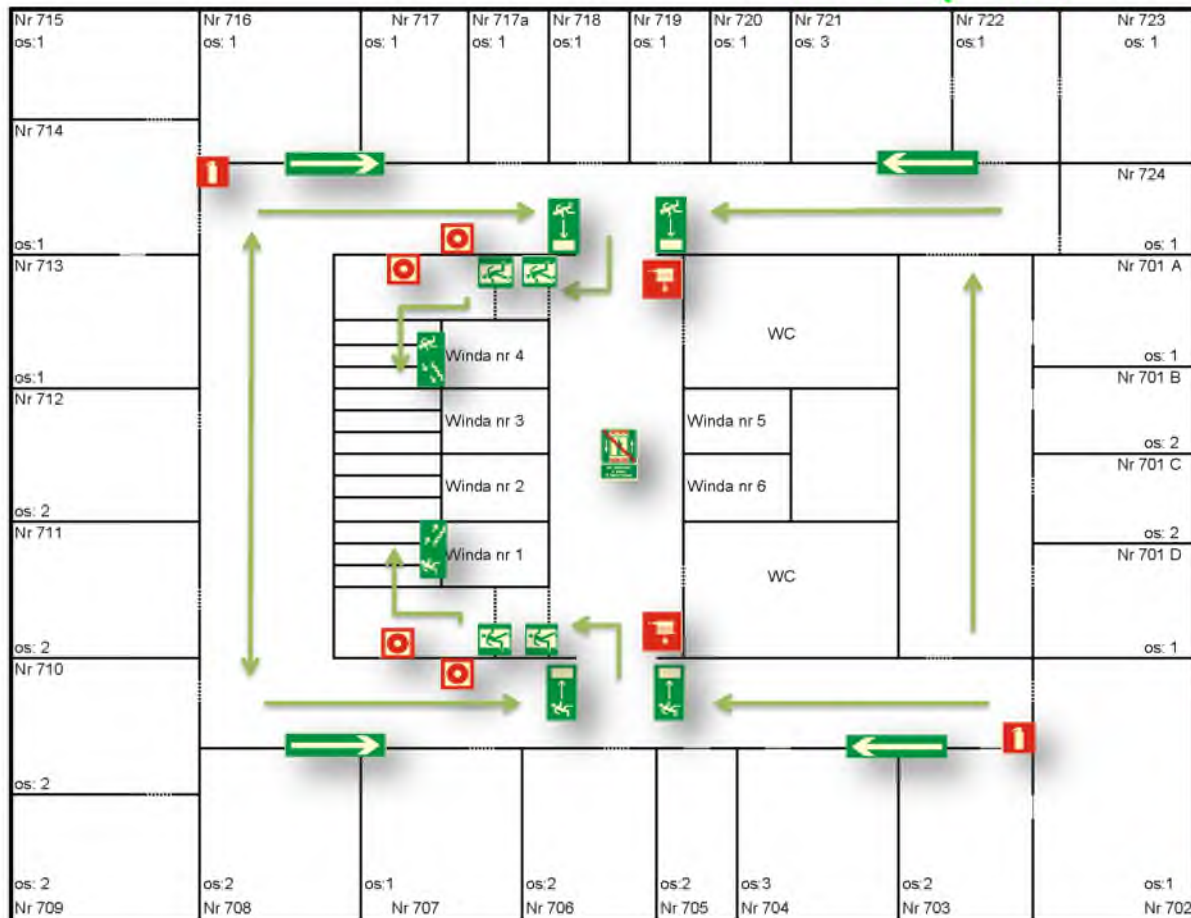 Nr 715 Nr 716 Nr 717 Nr 717a Nr 718 Nr 719 Nr 720 Nr 721 Nr 722 Nr 723
os:1 os: 1 os: 1 os: 1 os:1 os: 1 os: 1 os: 3 os:1 os: 1
Nr 714
Nr 724
os:1 os: 1
Nr 713 Nr 701 A
WC
Winda nr 4 os: 1
os:1 Nr 701 B
Nr 712
Winda nr 3 Winda nr 5
os: 2
Nr 701 C
Winda nr 2 Winda nr 6
os: 2
Nr 711 os: 2
Winda nr 1 Nr 701 D
WC
os: 2 os: 1
Nr 710
os: 2
os: 2 os:2 os:1 os:2 os:2 os:3 os:2 os:1
Nr 709 Nr 708 Nr 707 Nr 706 Nr 705 Nr 704 Nr 703 Nr 702